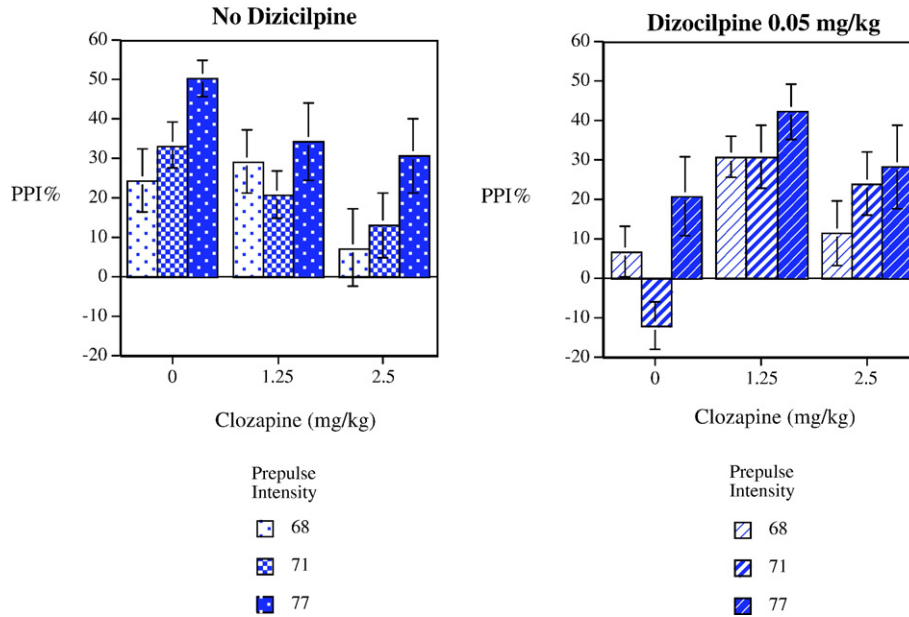 No Dizicilpine
60
50
40
30
20
10
0
-10
-20
PPI%
0 1.25 2.5
Clozapine (mg/kg)
Prepulse
Intensity
68
71
77
Dizocilpine 0.05 mg/kg
60
50
40
30
20
10
0
-10
-20
PPI%
0 1.25 2.5
Clozapine (mg/kg)
Prepulse
Intensity
68
71
77